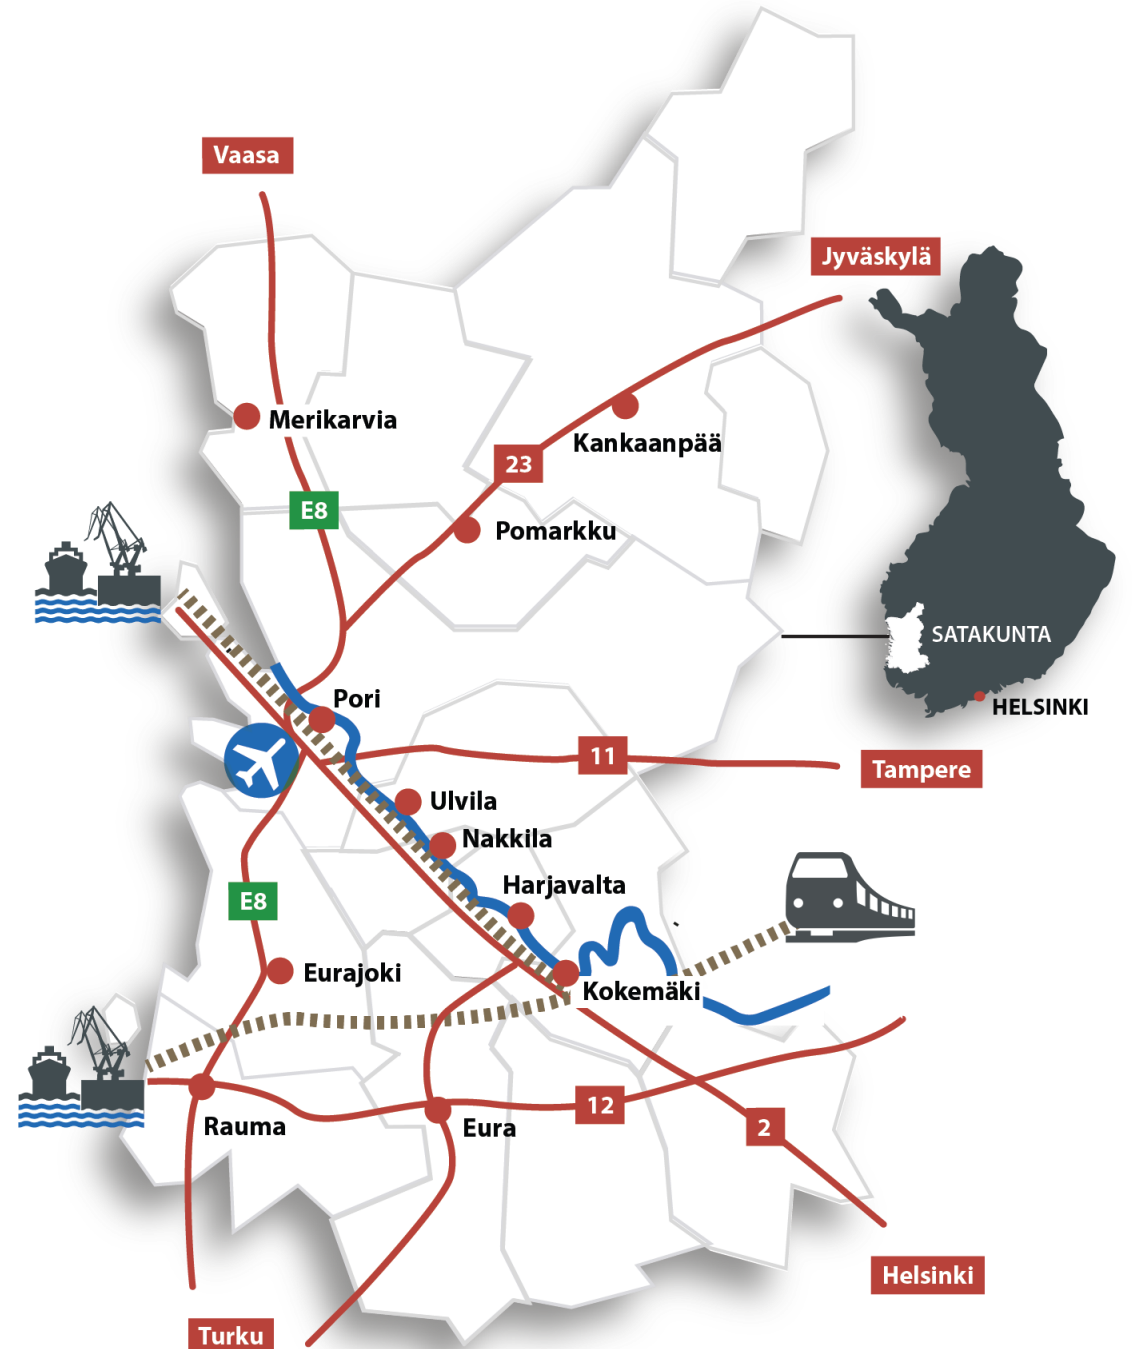 Vaasa
Jyväskylä
Merikarvia
Kankaanpää
23
E8
Pomarkku
SATAKUNTA
Pori
HELSINKI
11
Tampere
Ulvila
Nakkila
Harjavalta
E8
Eurajoki
Kokemäki
12
Rauma
Eura
2
Helsinki
Turku